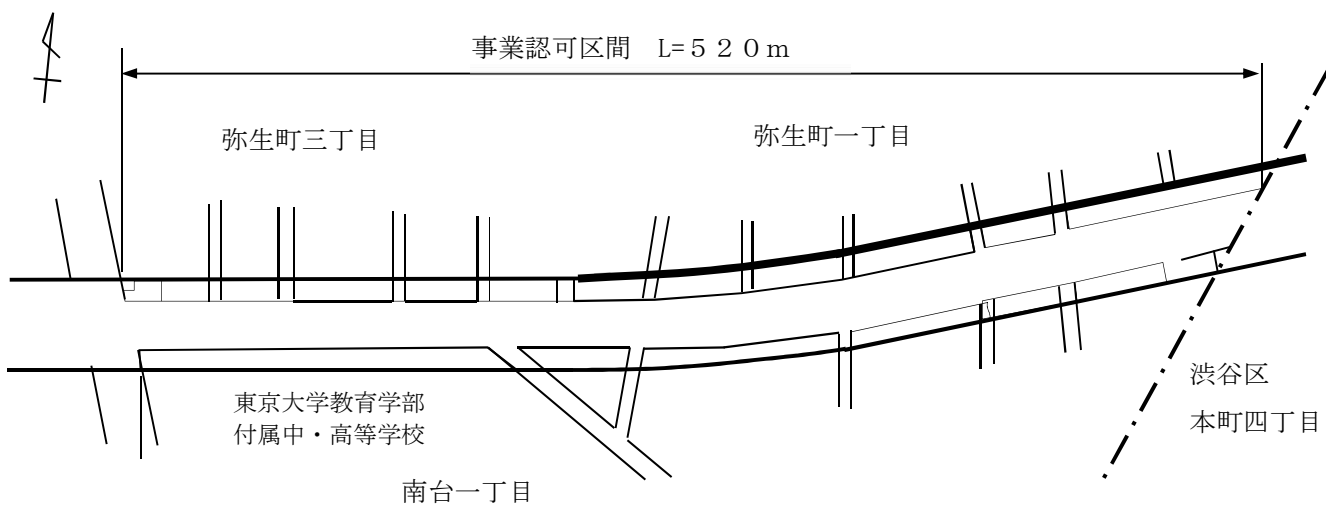 事業認可区間　L=５２０ｍ
弥生町三丁目
弥生町一丁目
東京大学教育学部
付属中・高等学校
南台一丁目
渋谷区
本町四丁目